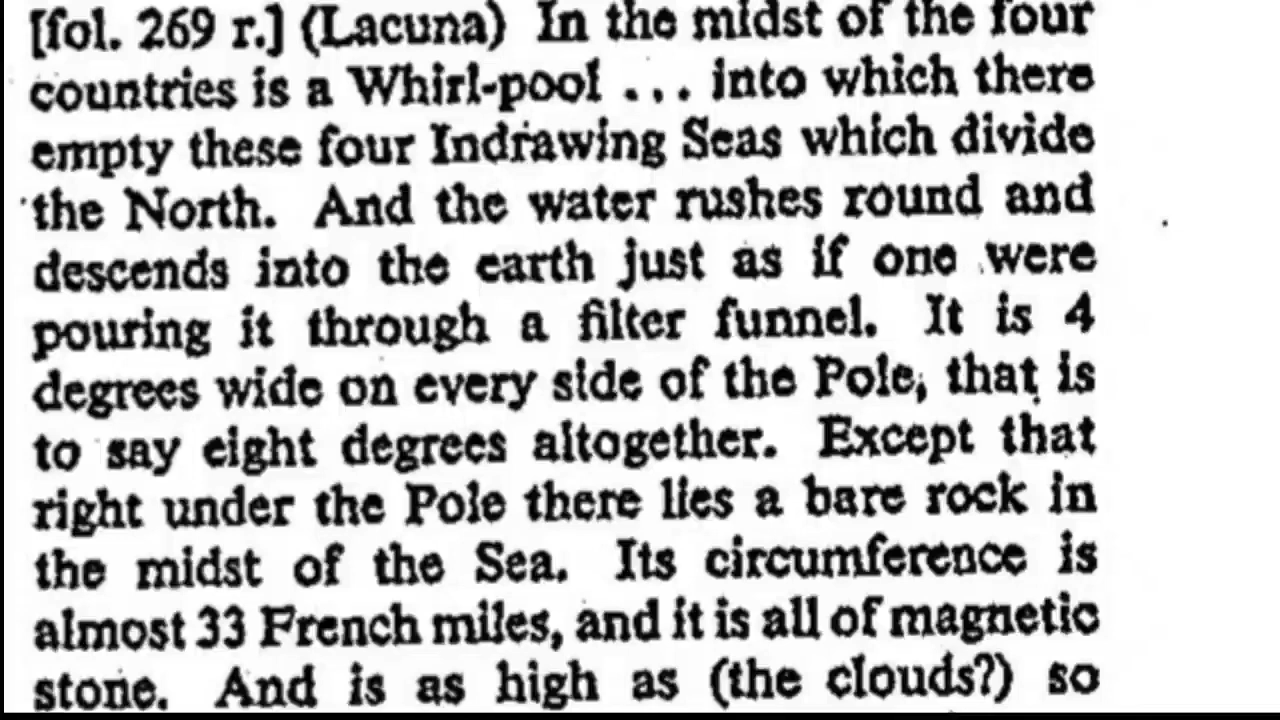 [fol. 269 r.] (Lacuna) In the midst of the four
countries is a Whirl-pool ... into which there
empty these four Indrawing Seas which divide
the North. And the water rushes round and
descends into the earth just as if one were
pouring it through a filter funnel. It is 4
degrees wide on every side of the Pole, that is
to say eight degrees altogether. Except that
right under the Pole there lies a bare rock in
the midst of the Sea. Its circumference is
almost 33 French miles, and it is all of magnetic
stone. And is as high as (the clouds?) so